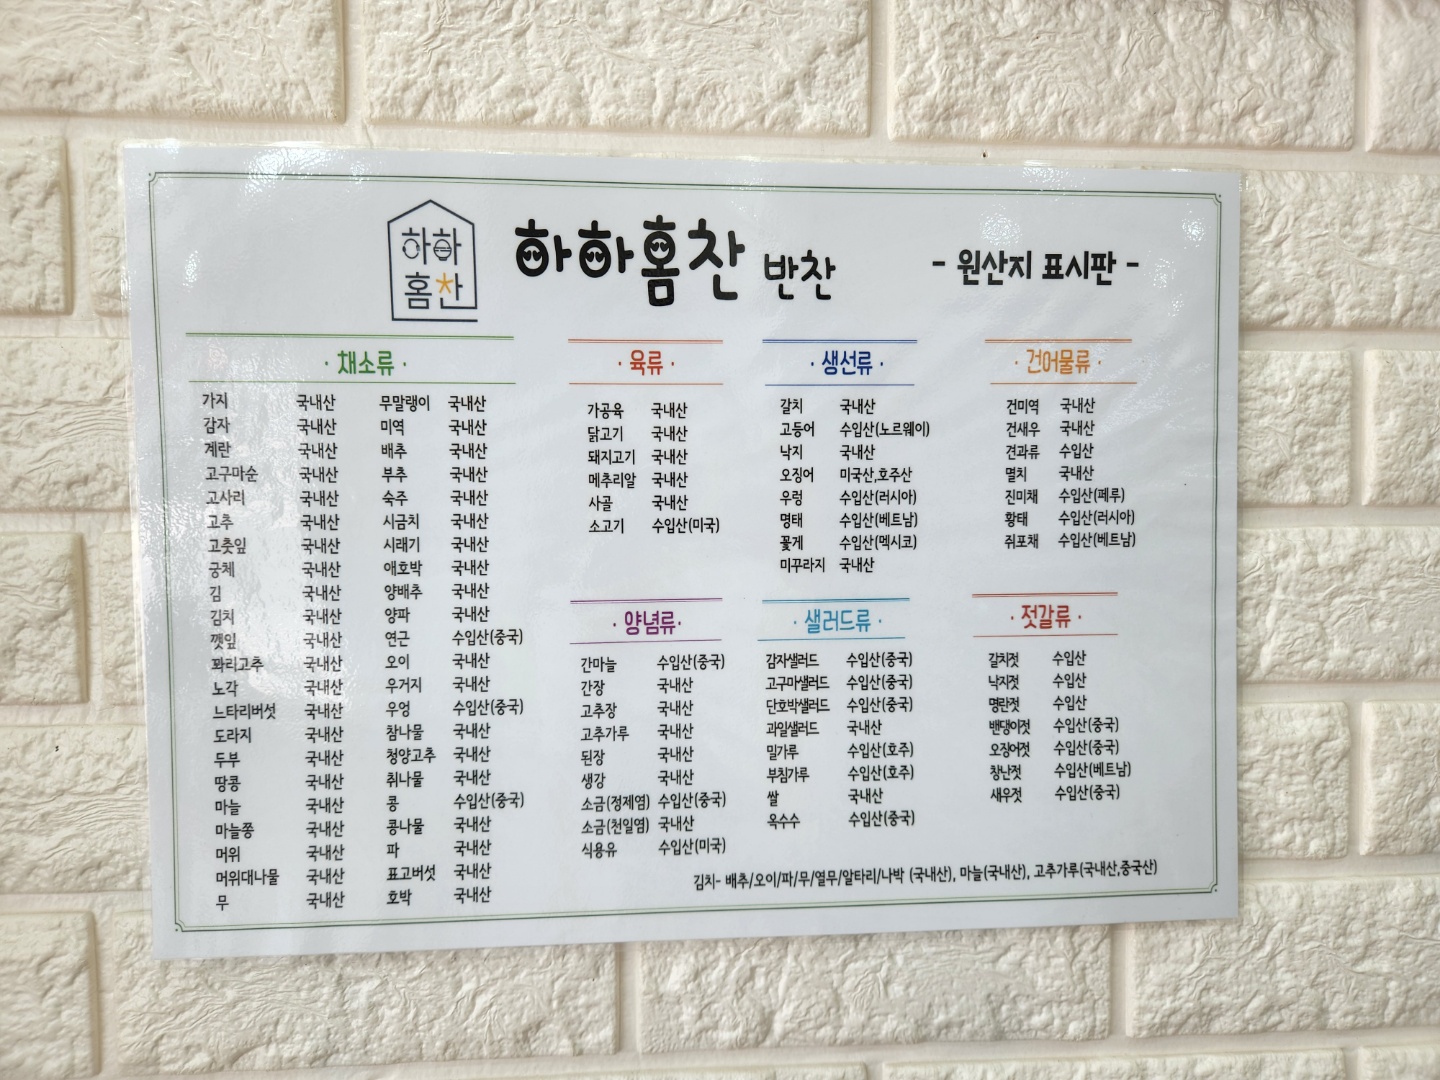 하하
홈찬
하하홈찬 반찬
- 원산지 표시판 -
· 채소류 ·
가지 국내산 무말랭이 국내산
감자 국내산 미역 국내산
계란 국내산 배추 국내산
고구마순 국내산 부추 국내산
고사리 국내산 숙주 국내산
고추 국내산 시금치 국내산
고춧잎 국내산 시래기 국내산
궁체 국내산 애호박 국내산
김 국내산 양배추 국내산
김치 국내산 양파 국내산
깻잎 국내산 연근 수입산(중국)
꽈리고추 국내산 오이 국내산
노각 국내산 우거지 국내산
느타리버섯 국내산 우엉 수입산(중국)
도라지 국내산 참나물 국내산
두부 국내산 청양고추 국내산
땅콩 국내산 취나물 국내산
마늘 국내산 콩 수입산(중국)
마늘쫑 국내산 콩나물 국내산
머위 국내산 파 국내산
머위대나물 국내산 표고버섯 국내산
무 국내산 호박 국내산
· 육류 ·
가공육 국내산
닭고기 국내산
돼지고기 국내산
메추리알 국내산
사골 국내산
소고기 수입산(미국)
· 생선류 ·
갈치 국내산
고등어 수입산(노르웨이)
낙지 국내산
오징어 미국산,호주산
우렁 수입산(러시아)
명태 수입산(베트남)
꽃게 수입산(멕시코)
미꾸라지 국내산
· 건어물류 ·
건미역 국내산
건새우 국내산
견과류 수입산
멸치 국내산
진미채 수입산(페루)
황태 수입산(러시아)
쥐포채 수입산(베트남)
· 양념류·
간마늘 수입산(중국)
간장 국내산
고추장 국내산
고추가루 국내산
된장 국내산
생강 국내산
소금(정제염) 수입산(중국)
소금(천일염) 국내산
식용유 수입산(미국)
· 샐러드류 ·
감자샐러드 수입산(중국)
고구마샐러드 수입산(중국)
단호박샐러드 수입산(중국)
과일샐러드 국내산
밀가루 수입산(호주)
부침가루 수입산(호주)
쌀 국내산
옥수수 수입산(중국)
· 젓갈류 ·
갈치젓 수입산
낙지젓 수입산
명란젓 수입산
밴댕이젓 수입산(중국)
오징어젓 수입산(중국)
창난젓 수입산(베트남)
새우젓 수입산(중국)
김치- 배추/오이/파/무/열무/알타리/나박 (국내산), 마늘(국내산), 고추가루(국내산,중국산)